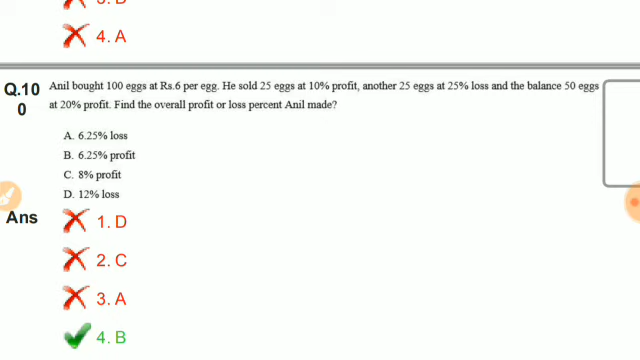 4. A
Q.10
0
Anil bought 100 eggs at Rs.6 per egg. He sold 25 eggs at 10% profit, another 25 eggs at 25% loss and the balance 50 eggs
at 20% profit. Find the overall profit or loss percent Anil made?
A. 6.25% loss
B. 6.25% profit
C. 8% profit
D. 12% loss
Ans
1. D
2. C
3. A
4. B